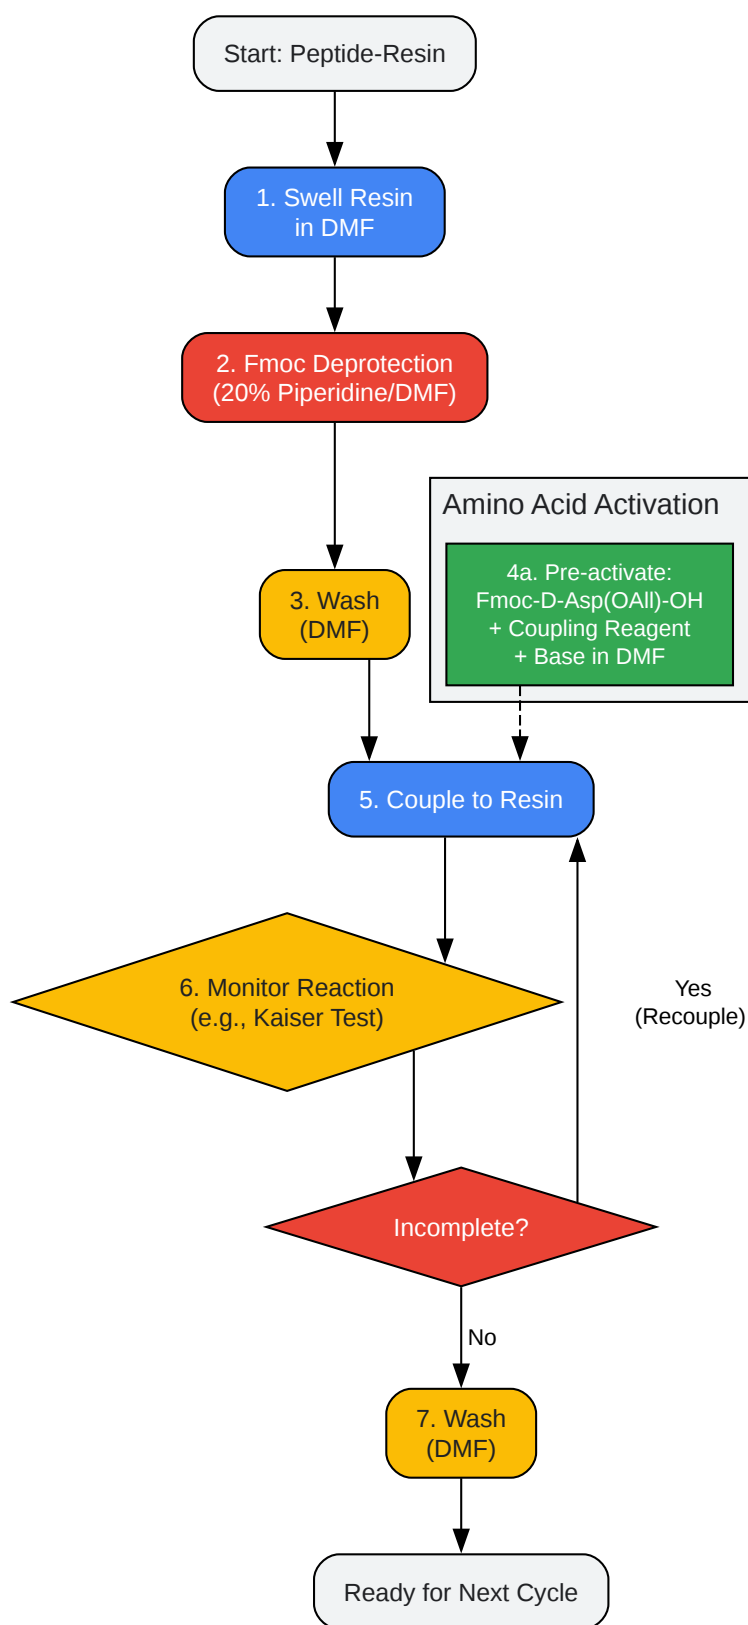 Start: Peptide-Resin
1. Swell Resin
in DMF
2. Fmoc Deprotection
(20% Piperidine/DMF)
Amino Acid Activation
4a. Pre-activate:
Fmoc-D-Asp(OAll)-OH
+ Coupling Reagent
+ Base in DMF
3. Wash
(DMF)
5. Couple to Resin
6. Monitor Reaction
(e.g., Kaiser Test)
Yes
(Recouple)
Incomplete?
No
7. Wash
(DMF)
Ready for Next Cycle